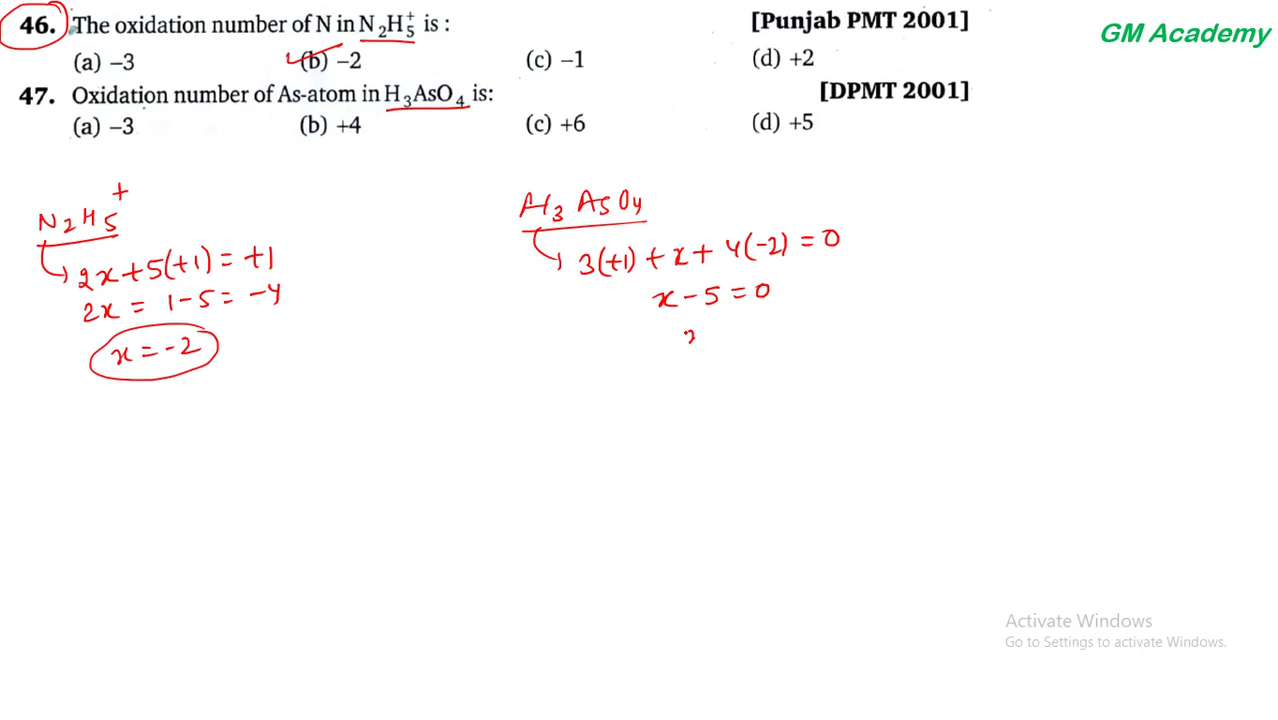 46. The oxidation number of N in N₂H₅⁺ is : [Punjab PMT 2001]
GM Academy
(a) –3 (b) –2 (c) –1 (d) +2
47. Oxidation number of As-atom in H₃AsO₄ is: [DPMT 2001]
(a) –3 (b) +4 (c) +6 (d) +5
N₂H₅⁺
2x+5(+1) = +1
2x = 1-5 = -4
x = -2
H₃AsO₄
3(+1) + x + 4(-2) = 0
x - 5 = 0
Activate Windows
Go to Settings to activate Windows.